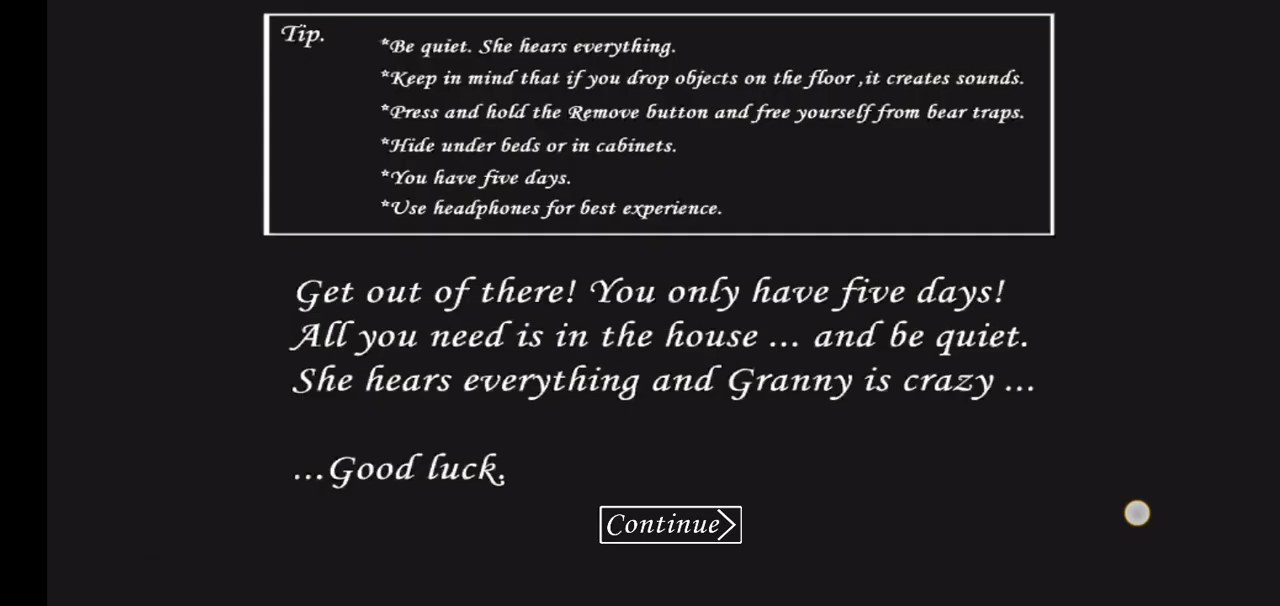 Tip.
*Be quiet. She hears everything.
*Keep in mind that if you drop objects on the floor ,it creates sounds.
*Press and hold the Remove button and free yourself from bear traps.
*Hide under beds or in cabinets.
*You have five days.
*Use headphones for best experience.
Get out of there! You only have five days!
All you need is in the house ... and be quiet.
She hears everything and Granny is crazy ...
...Good luck.
Continue